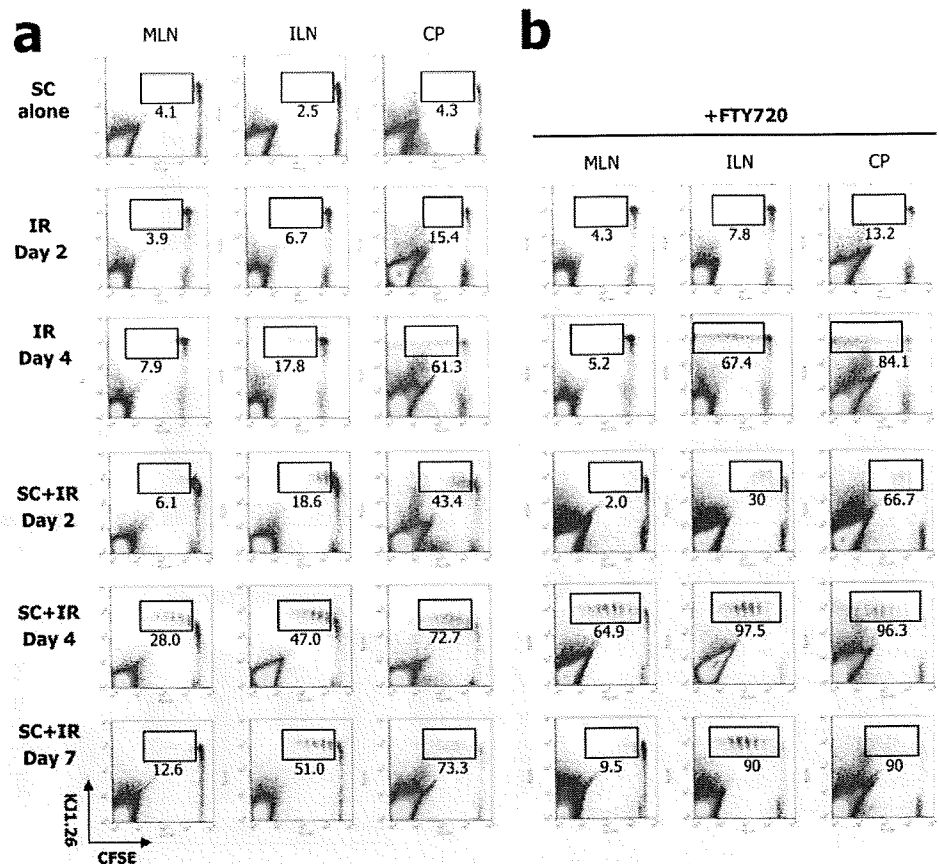 a
MLN ILN CP
SC alone
4.1 2.5 4.3
IR Day 2
3.9 6.7 15.4
IR Day 4
7.9 17.8 61.3
SC+IR Day 2
6.1 18.6 43.4
SC+IR Day 4
28.0 47.0 72.7
SC+IR Day 7
12.6 51.0 73.3
KJ1.26
CFSE
b
+FTY720
MLN ILN CP
4.3 7.8 13.2
5.2 67.4 84.1
2.0 30 66.7
64.9 97.5 96.3
9.5 90 90